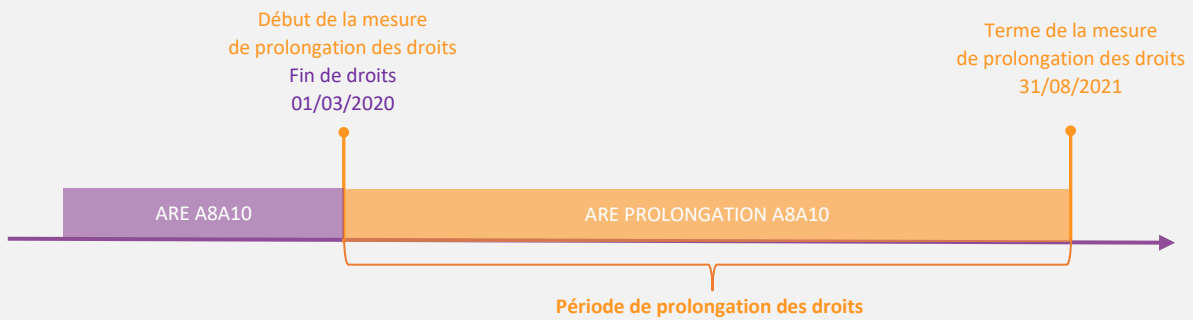 Début de la mesure
de prolongation des droits
Fin de droits
01/03/2020
Terme de la mesure
de prolongation des droits
31/08/2021
ARE A8A10
ARE PROLONGATION A8A10
Période de prolongation des droits